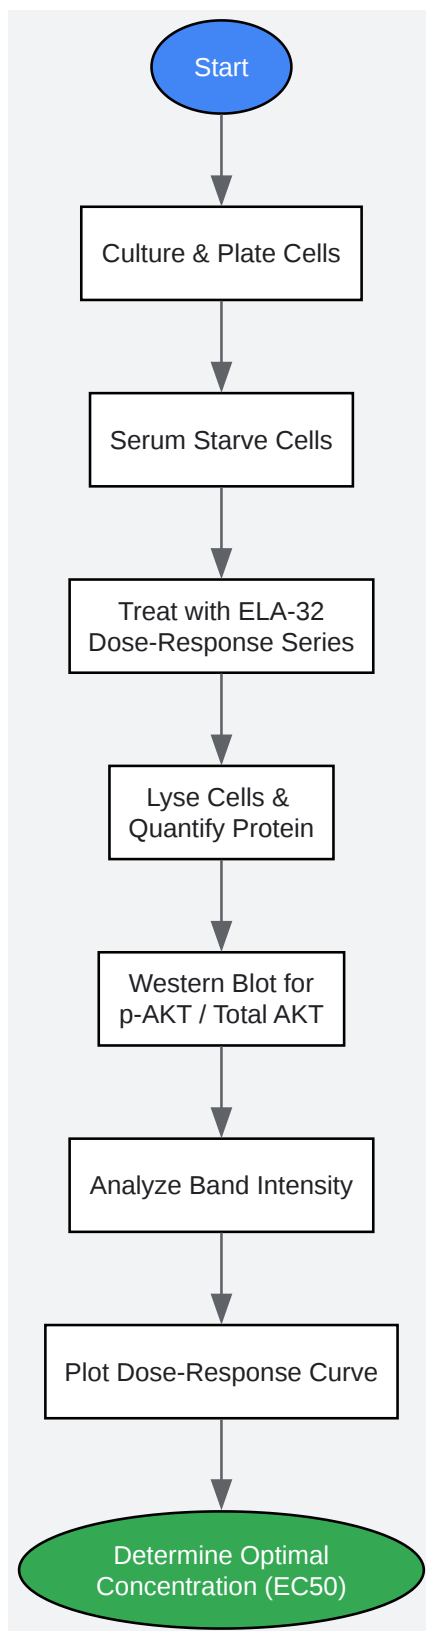 Start
Culture & Plate Cells
Serum Starve Cells
Treat with ELA-32
Dose-Response Series
Lyse Cells &
Quantify Protein
Western Blot for
p-AKT / Total AKT
Analyze Band Intensity
Plot Dose-Response Curve
Determine Optimal
Concentration (EC50)